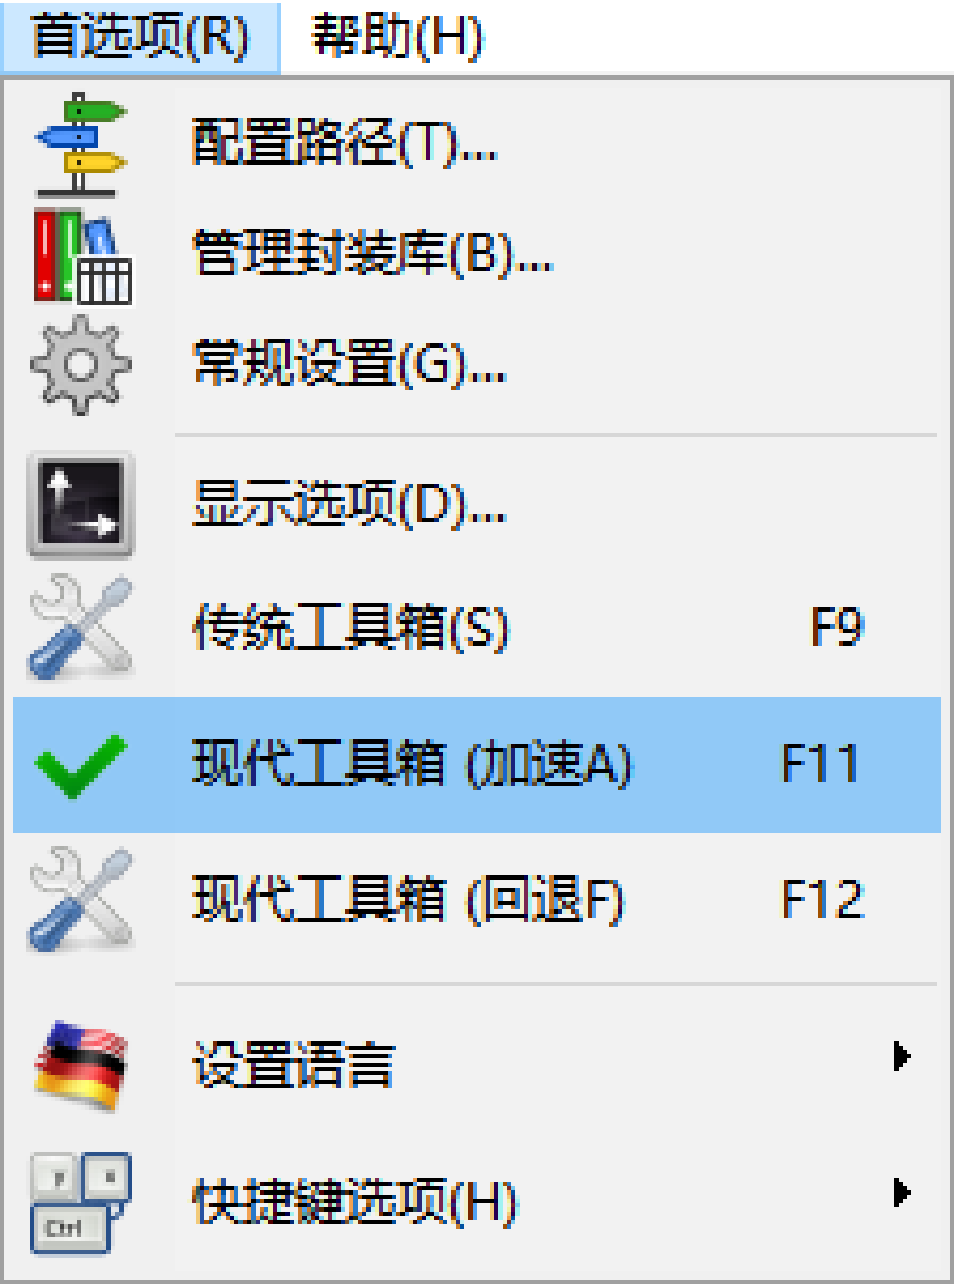 首选项(R) 帮助(H)
配置路径(T)...
管理封装库(B)...
常规设置(G)...
显示选项(D)...
传统工具箱(S) F9
现代工具箱 (加速A) F11
现代工具箱 (回退F) F12
设置语言
快捷键选项(H)
Ctrl